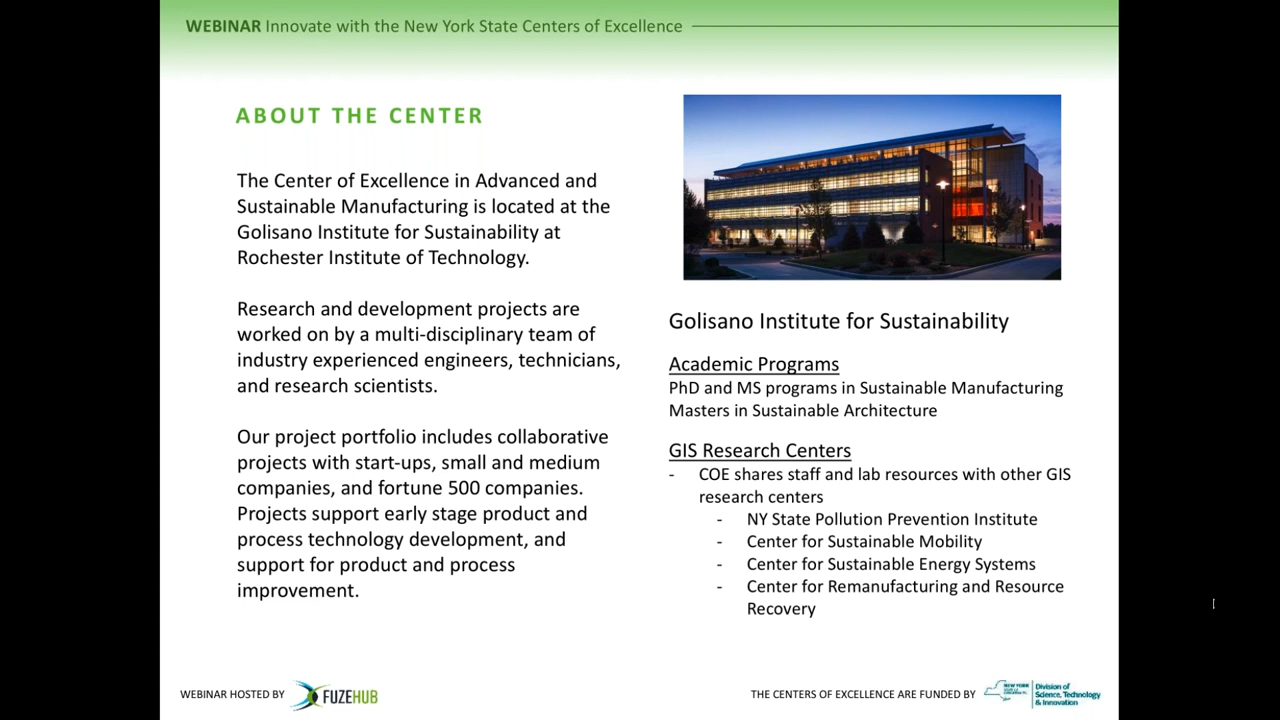 WEBINAR Innovate with the New York State Centers of Excellence
ABOUT THE CENTER
The Center of Excellence in Advanced and
Sustainable Manufacturing is located at the
Golisano Institute for Sustainability at
Rochester Institute of Technology.
Research and development projects are
worked on by a multi-disciplinary team of
industry experienced engineers, technicians,
and research scientists.
Our project portfolio includes collaborative
projects with start-ups, small and medium
companies, and fortune 500 companies.
Projects support early stage product and
process technology development, and
support for product and process
improvement.
Golisano Institute for Sustainability
Academic Programs
PhD and MS programs in Sustainable Manufacturing
Masters in Sustainable Architecture
GIS Research Centers
- COE shares staff and lab resources with other GIS
research centers
- NY State Pollution Prevention Institute
- Center for Sustainable Mobility
- Center for Sustainable Energy Systems
- Center for Remanufacturing and Resource
Recovery
WEBINAR HOSTED BY
FUZEHUB
THE CENTERS OF EXCELLENCE ARE FUNDED BY
NEW YORK
Division of
Science, Technology
& Innovation